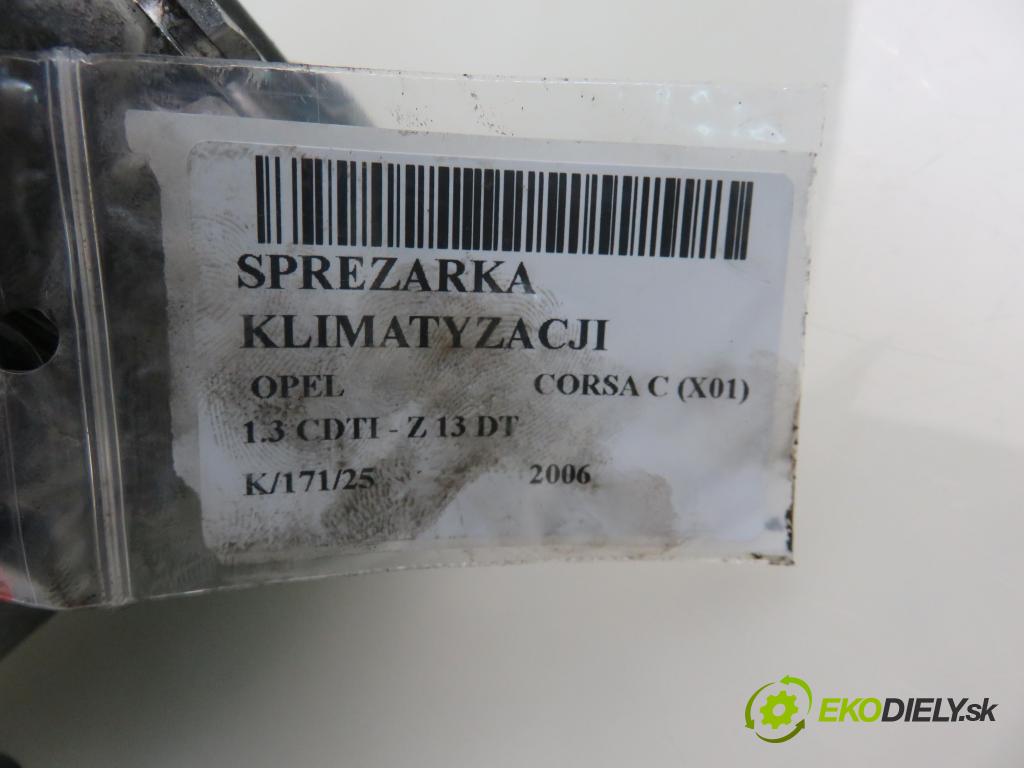 SPREZARKA
KLIMATYZACJI
OPEL CORSA C (X01)
1.3 CDTI - Z 13 DT
K/171/25 2006
EKODIELY.sk